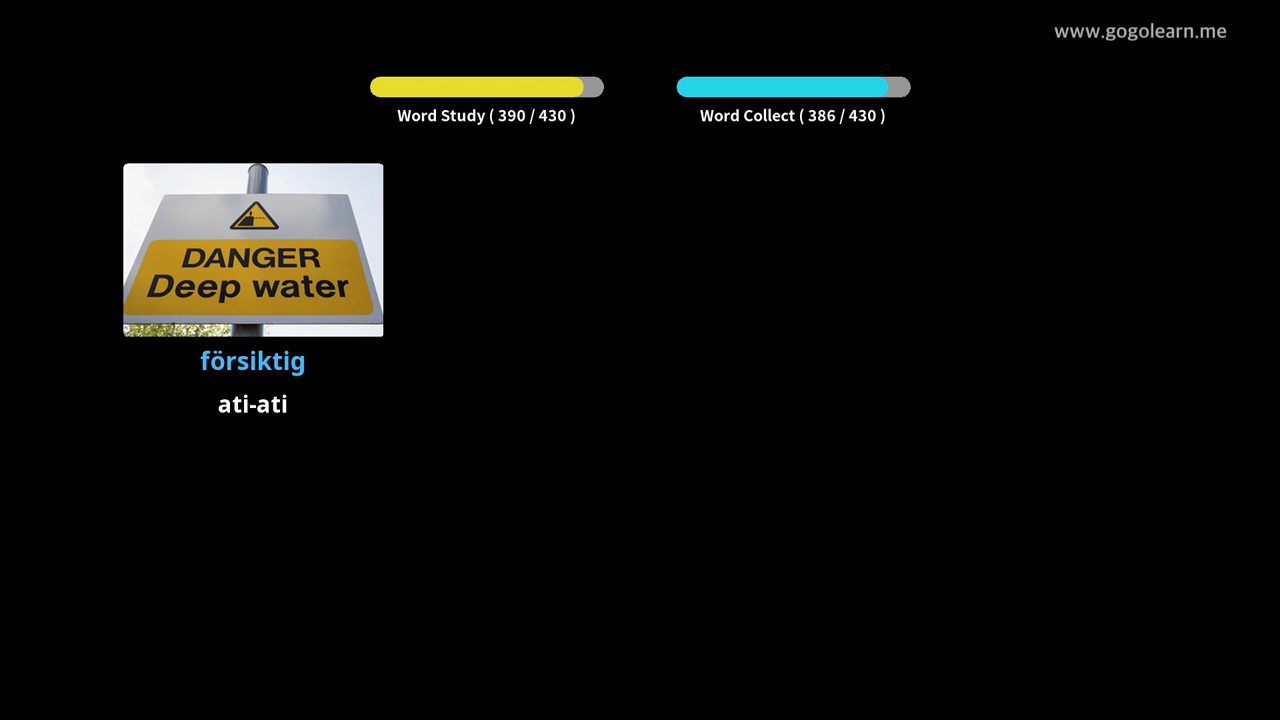 www.gogolearn.me
Word Study ( 390 / 430 )
Word Collect ( 386 / 430 )
DANGER
Deep water
försiktig
ati-ati